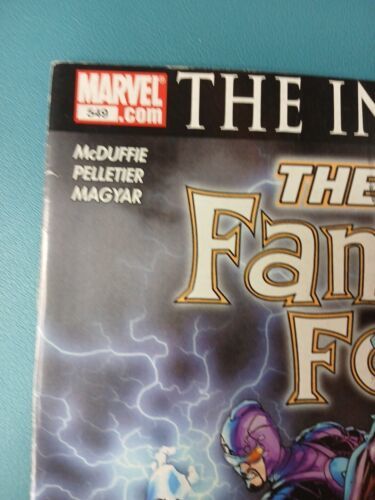 MARVEL
549
.com
THE IN
McDUFFIE
PELLETIER
MAGYAR
THE
FAN
FO